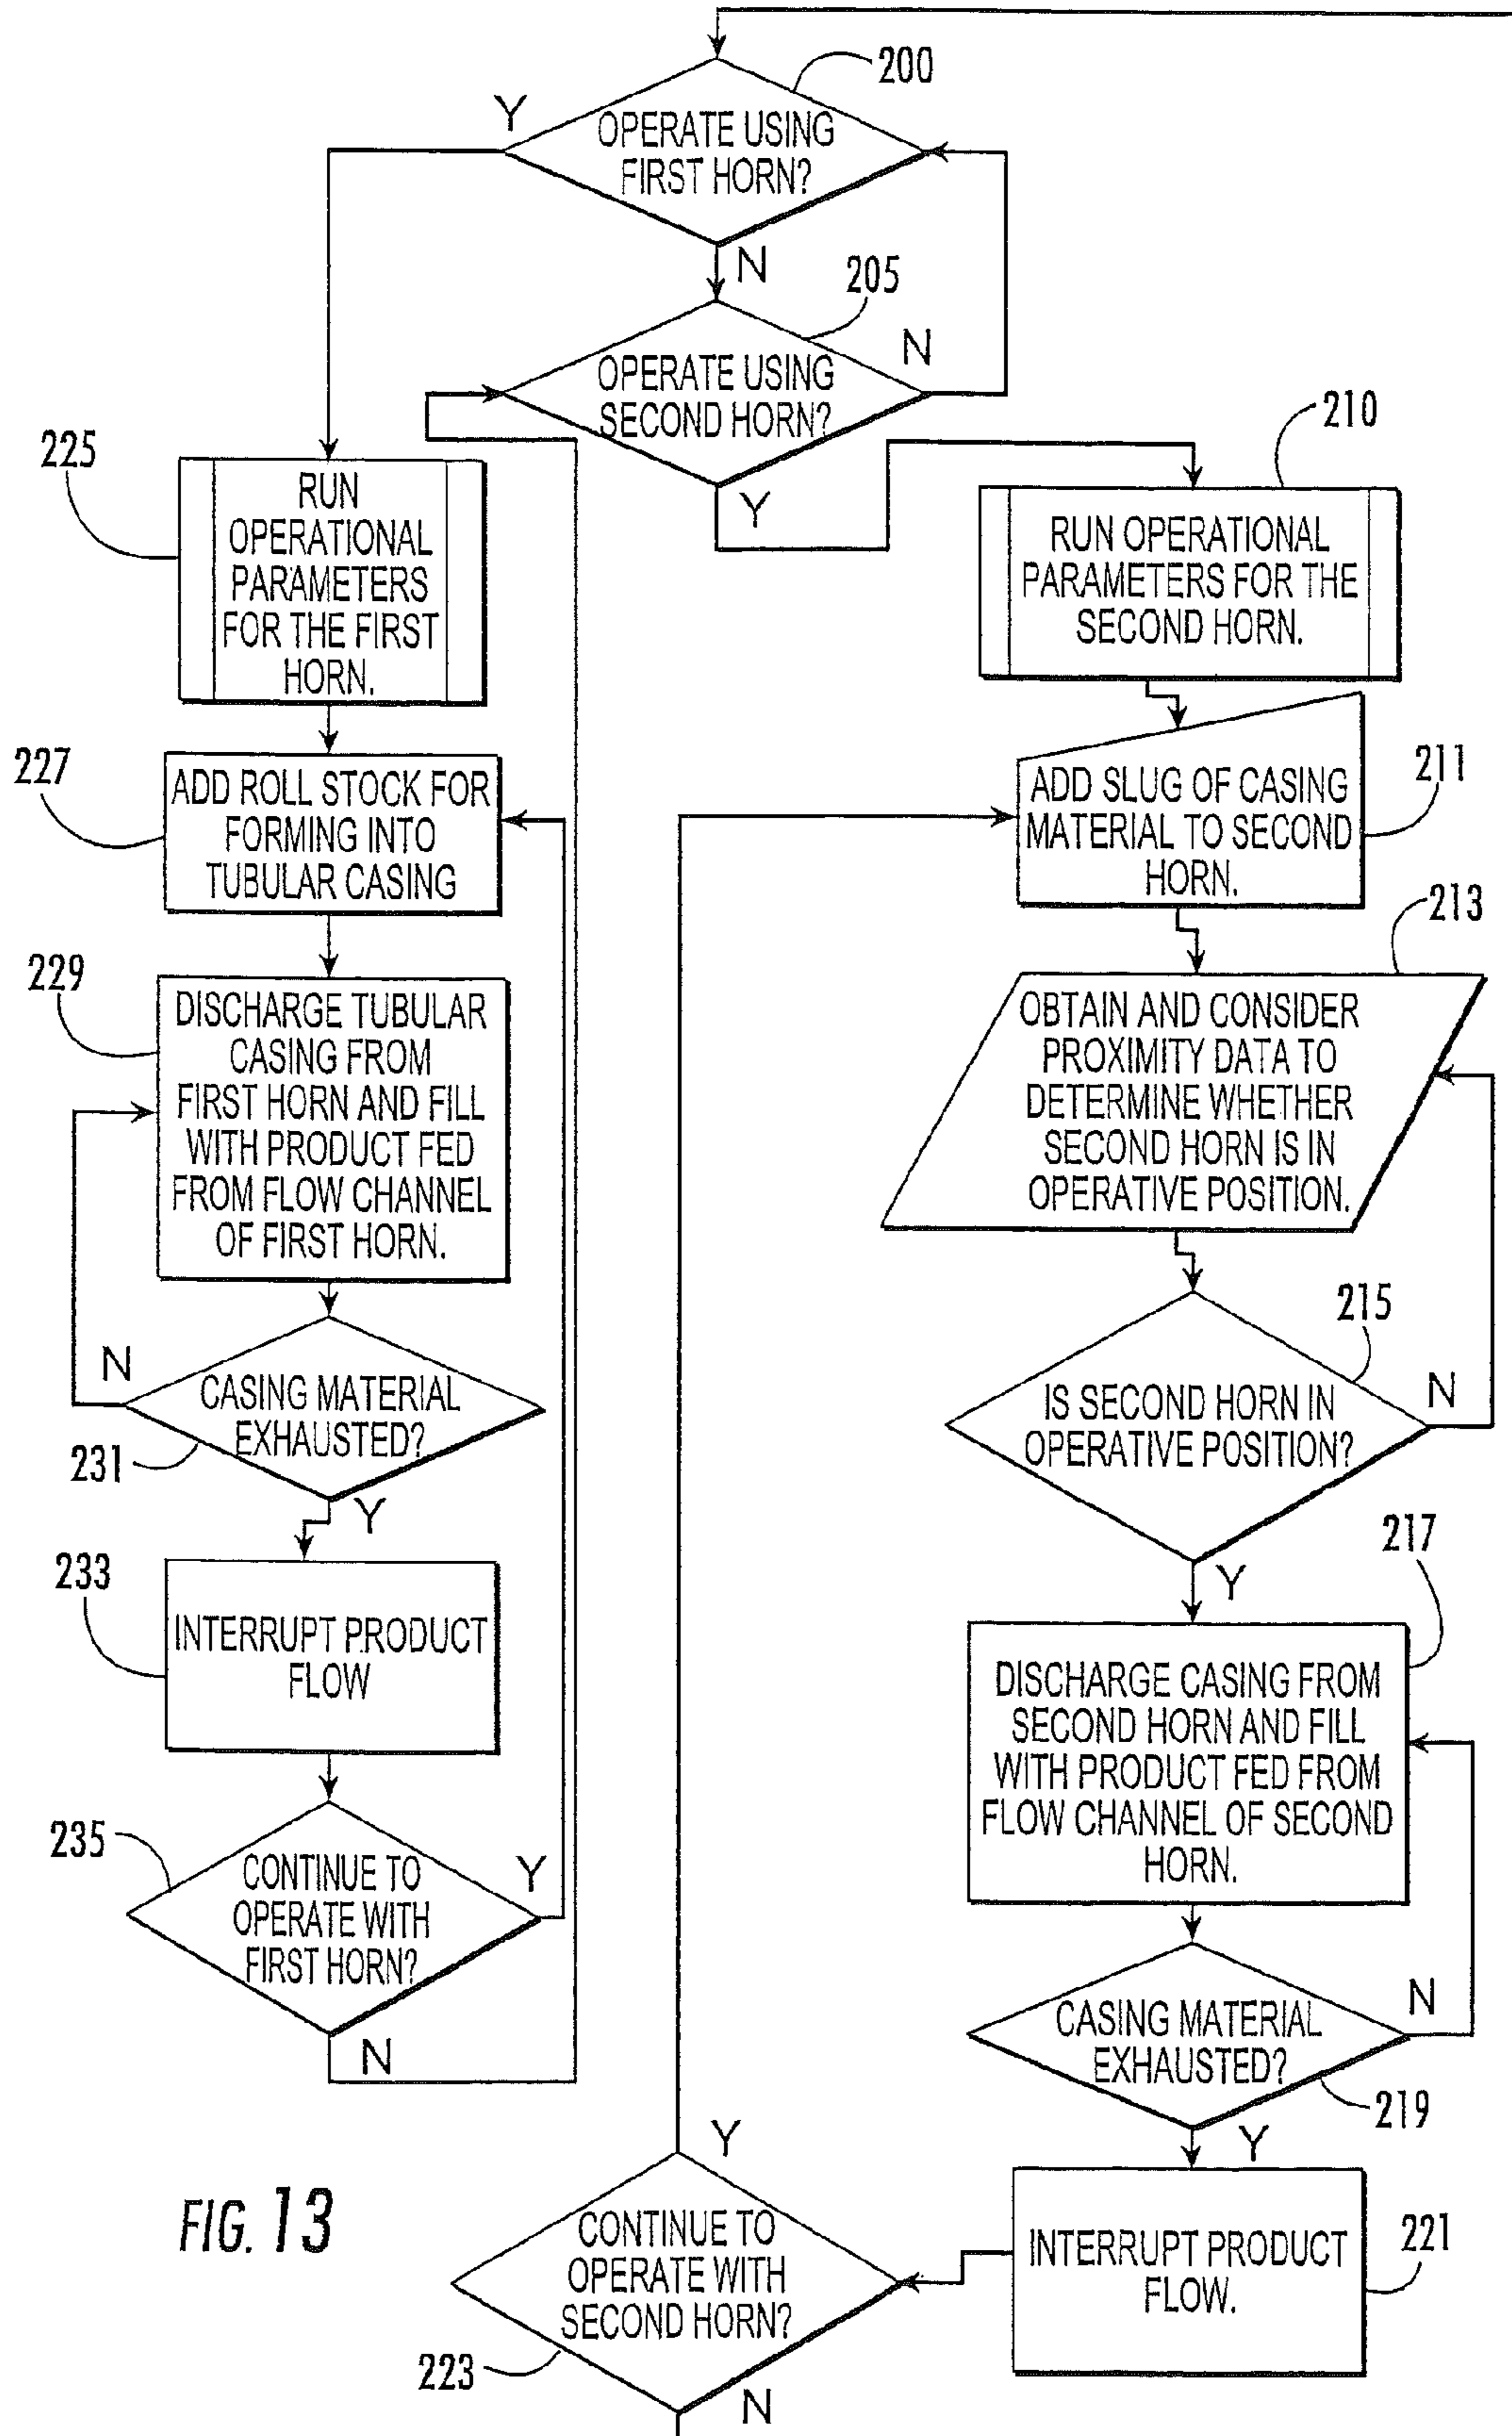 200
Y
OPERATE USING
FIRST HORN?
N
205
OPERATE USING
SECOND HORN?
N
Y
225
RUN
OPERATIONAL
PARAMETERS
FOR THE FIRST
HORN.
227
ADD ROLL STOCK FOR
FORMING INTO
TUBULAR CASING
229
DISCHARGE TUBULAR
CASING FROM
FIRST HORN AND FILL
WITH PRODUCT FED
FROM FLOW CHANNEL
OF FIRST HORN.
N
CASING MATERIAL
EXHAUSTED?
231
Y
233
INTERRUPT PRODUCT
FLOW
235
CONTINUE TO
OPERATE WITH
FIRST HORN?
Y
N
210
RUN OPERATIONAL
PARAMETERS FOR THE
SECOND HORN.
211
ADD SLUG OF CASING
MATERIAL TO SECOND
HORN.
213
OBTAIN AND CONSIDER
PROXIMITY DATA TO
DETERMINE WHETHER
SECOND HORN IS IN
OPERATIVE POSITION.
215
IS SECOND HORN IN
OPERATIVE POSITION?
N
Y
217
DISCHARGE CASING FROM
SECOND HORN AND FILL
WITH PRODUCT FED FROM
FLOW CHANNEL OF SECOND
HORN.
CASING MATERIAL
EXHAUSTED?
N
219
Y
INTERRUPT PRODUCT
FLOW.
221
Y
CONTINUE TO
OPERATE WITH
SECOND HORN?
223
N
FIG. 13